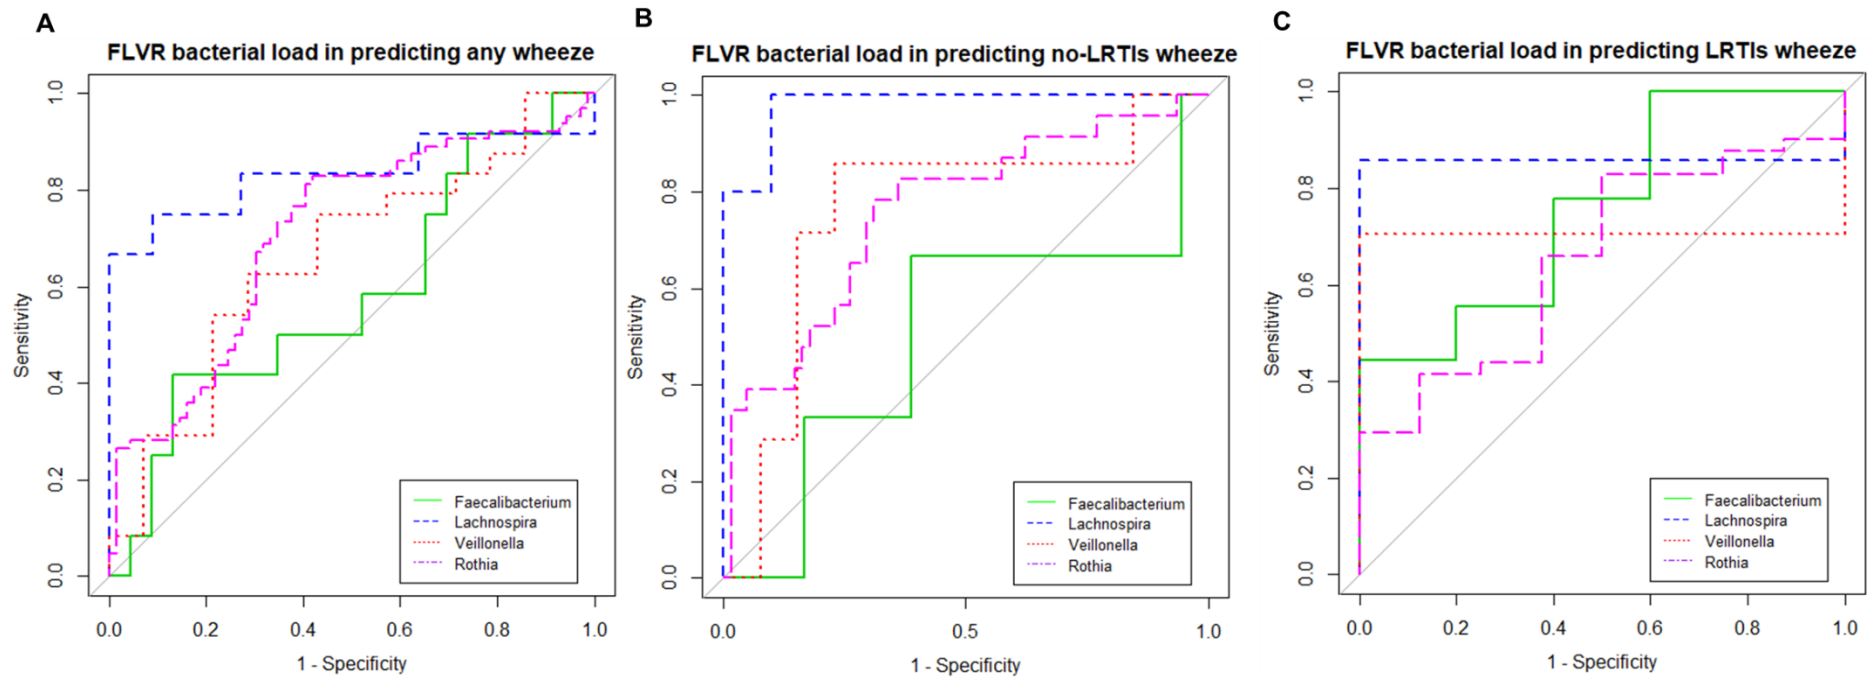 A
FLVR bacterial load in predicting any wheeze
Sensitivity
1.0
0.8
0.6
0.4
0.2
0.0
Faecalibacterium
Lachnospira
Veillonella
Rothia
0.0 0.2 0.4 0.6 0.8 1.0
1 - Specificity
B
FLVR bacterial load in predicting no-LRTIs wheeze
Sensitivity
1.0
0.8
0.6
0.4
0.2
0.0
Faecalibacterium
Lachnospira
Veillonella
Rothia
0.0 0.5 1.0
1 - Specificity
C
FLVR bacterial load in predicting LRTIs wheeze
Sensitivity
1.0
0.8
0.6
0.4
0.2
0.0
Faecalibacterium
Lachnospira
Veillonella
Rothia
0.0 0.2 0.4 0.6 0.8 1.0
1 - Specificity